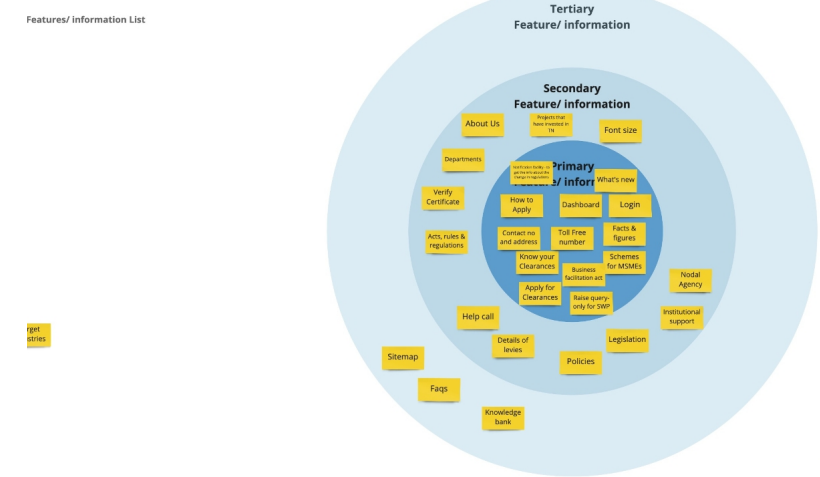 Features/ information List
Tertiary
Feature/ information
Secondary
Feature/ information
About Us
Projects that
have invested in
TN
Font size
Departments
Primary
What's new
Verify
Certificate
How to
Apply
Dashboard
Login
Acts, rules &
regulations
Contact no
and address
Toll Free
number
Facts &
figures
Know your
Clearances
Business
facilitation act
Schemes
for MSMEs
Nodal
Agency
Apply for
Clearances
Raise query-
only for SWP
Institutional
support
Help call
Details of
levies
Legislation
Policies
rget
stries
Sitemap
Faqs
Knowledge
bank